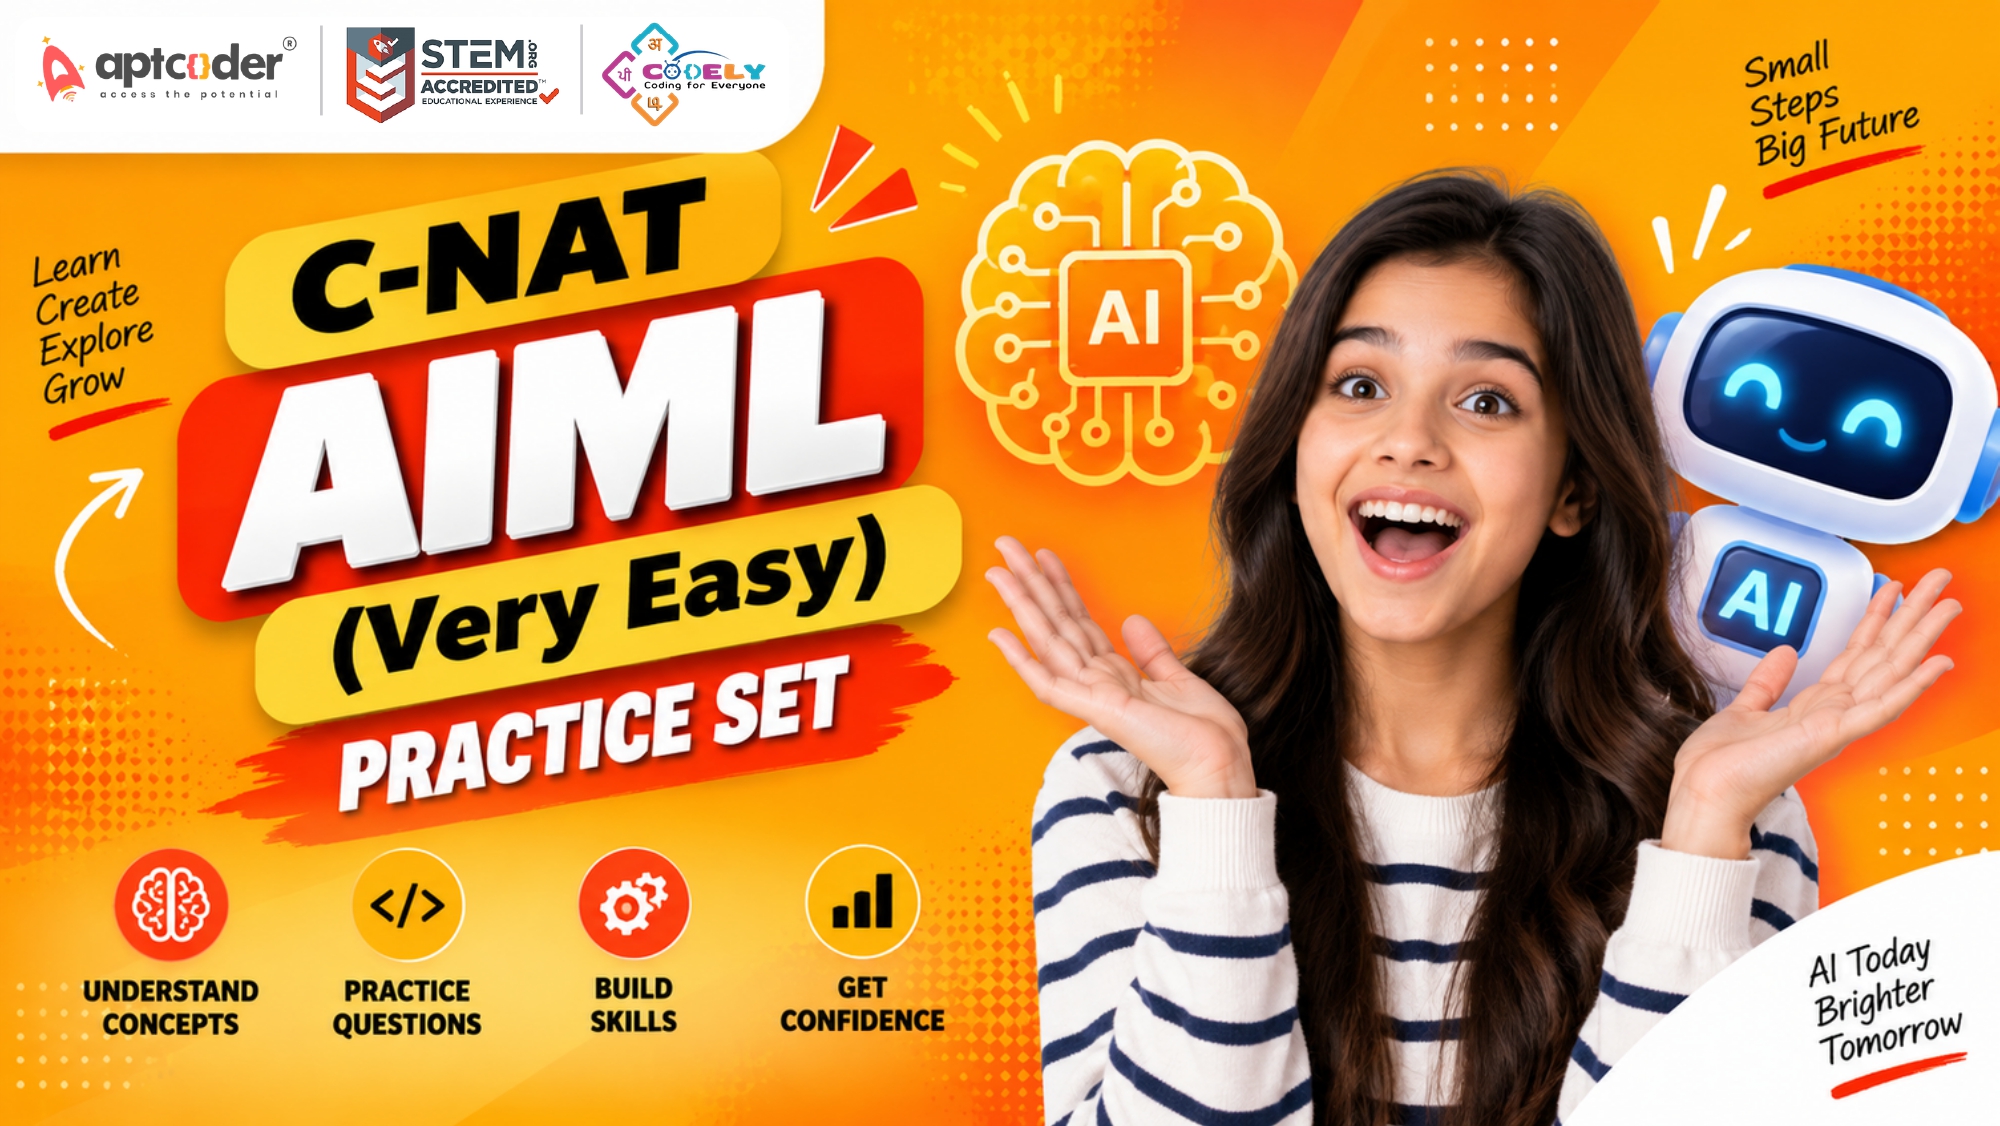 aptcoder®
access the potential
STEM.ORG
ACCREDITED™
EDUCATIONAL EXPERIENCE
अ
पी
CODELY
Coding for Everyone
Small
Steps
Big Future
Learn
Create
Explore
Grow
C-NAT
AIML
(Very Easy)
PRACTICE SET
AI
AI
</>
UNDERSTAND
CONCEPTS
PRACTICE
QUESTIONS
BUILD
SKILLS
GET
CONFIDENCE
AI Today
Brighter
Tomorrow